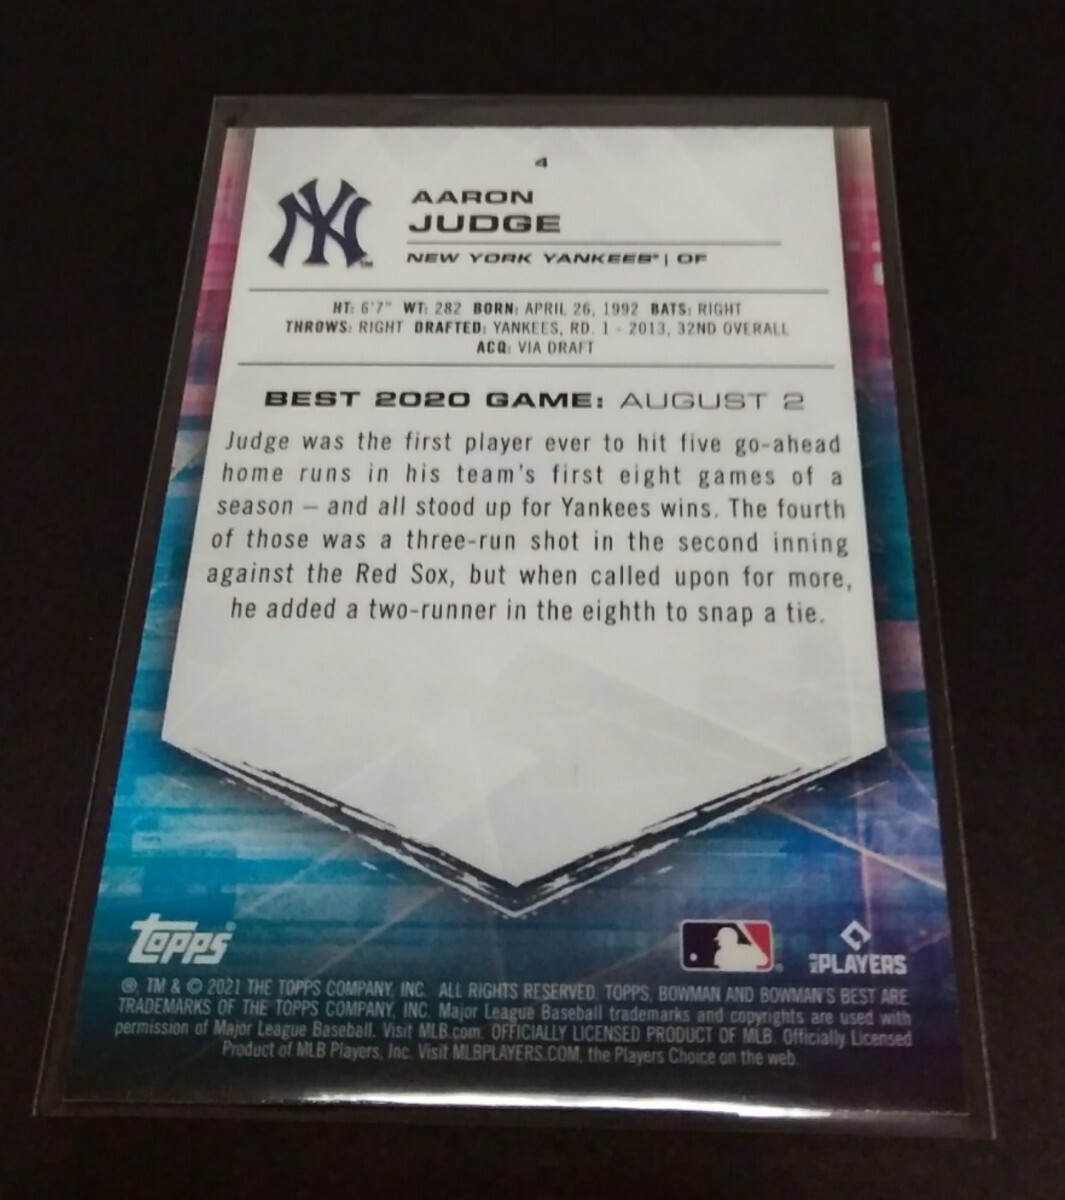 4
NY
AARON
JUDGE
NEW YORK YANKEES® | OF
HT: 6'7" WT: 282 BORN: APRIL 26, 1992 BATS: RIGHT
THROWS: RIGHT DRAFTED: YANKEES, RD. 1 - 2013, 32ND OVERALL
ACQ: VIA DRAFT
BEST 2020 GAME: AUGUST 2
Judge was the first player ever to hit five go-ahead
home runs in his team's first eight games of a
season – and all stood up for Yankees wins. The fourth
of those was a three-run shot in the second inning
against the Red Sox, but when called upon for more,
he added a two-runner in the eighth to snap a tie.
topps®
MLB PLAYERS
®, TM & © 2021 THE TOPPS COMPANY, INC. ALL RIGHTS RESERVED. TOPPS, BOWMAN AND BOWMAN'S BEST ARE
TRADEMARKS OF THE TOPPS COMPANY, INC. Major League Baseball trademarks and copyrights are used with
permission of Major League Baseball. Visit MLB.com. OFFICIALLY LICENSED PRODUCT OF MLB. Officially Licensed
Product of MLB Players, Inc. Visit MLBPLAYERS.COM, the Players Choice on the web.